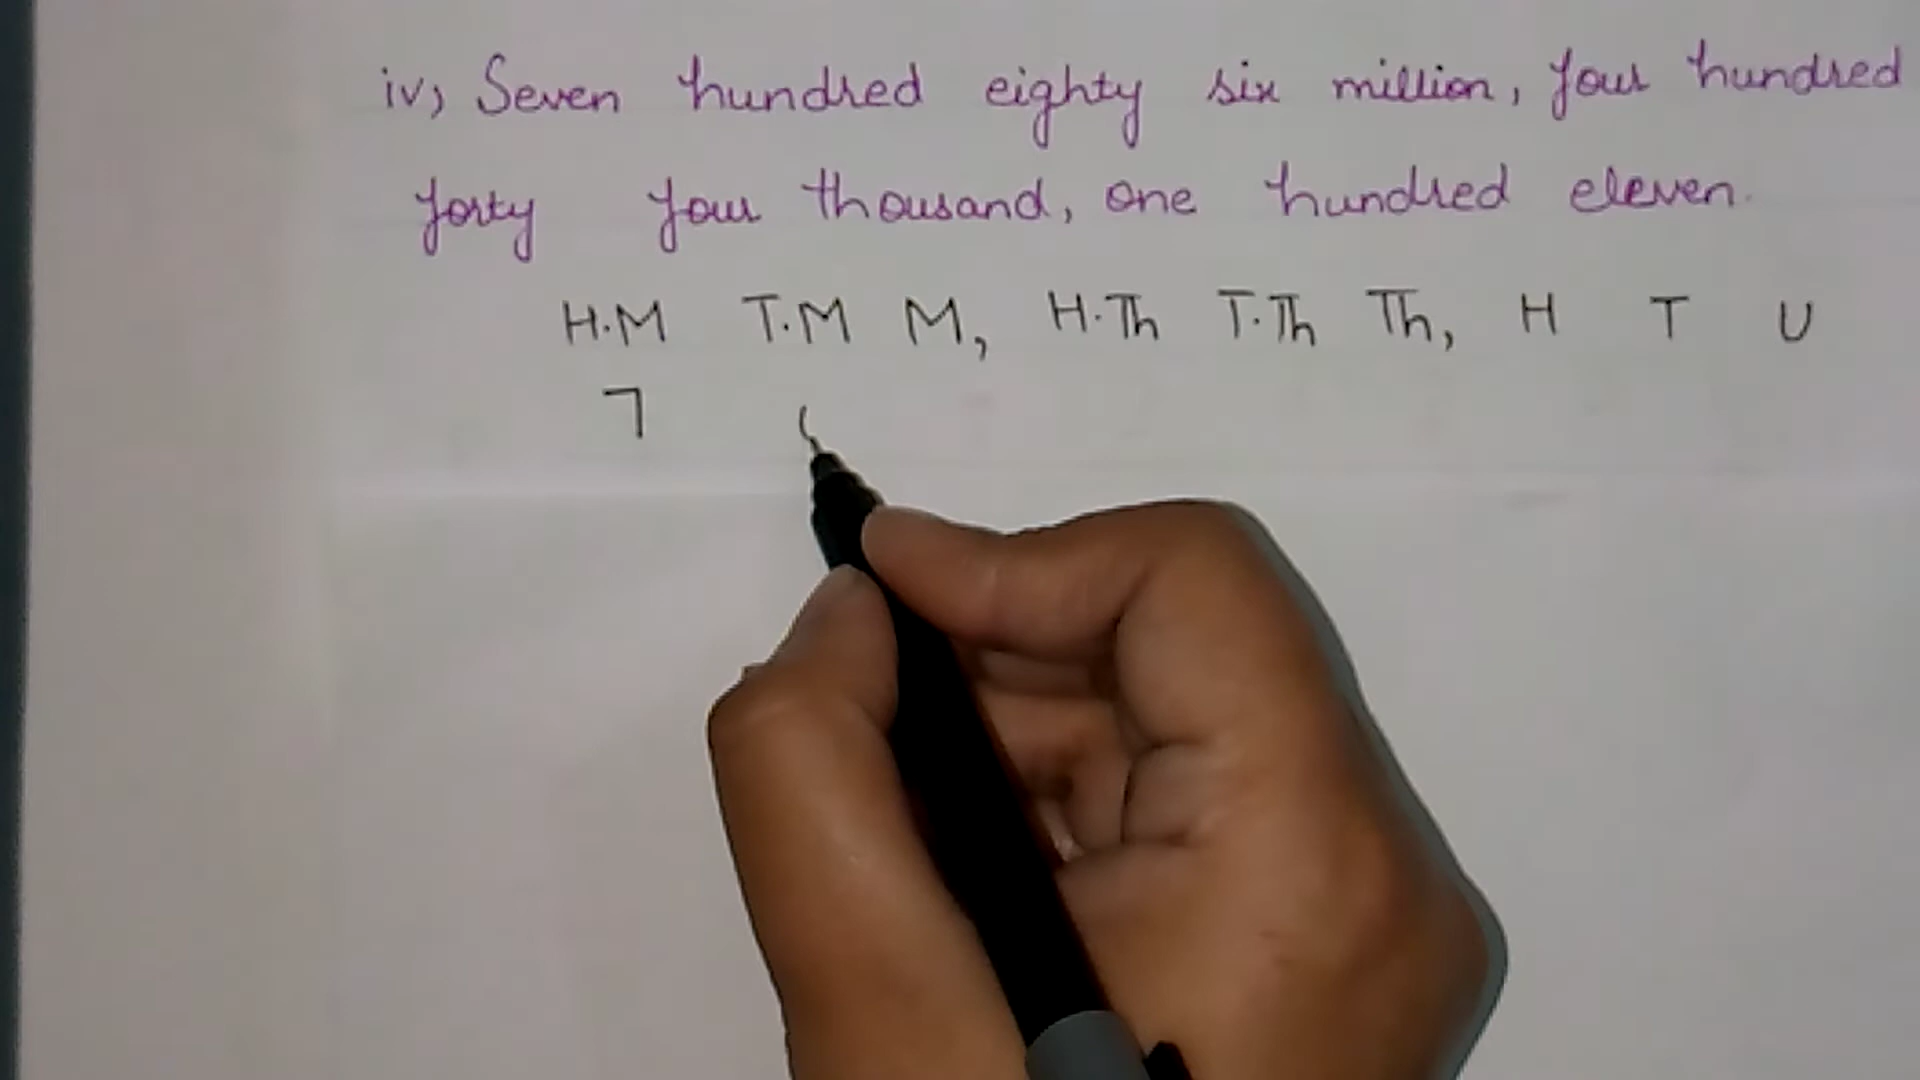 iv) Seven hundred eighty six million, four hundred
forty four thousand, one hundred eleven.
H.M T.M M, H.Th T.Th Th, H T U
7